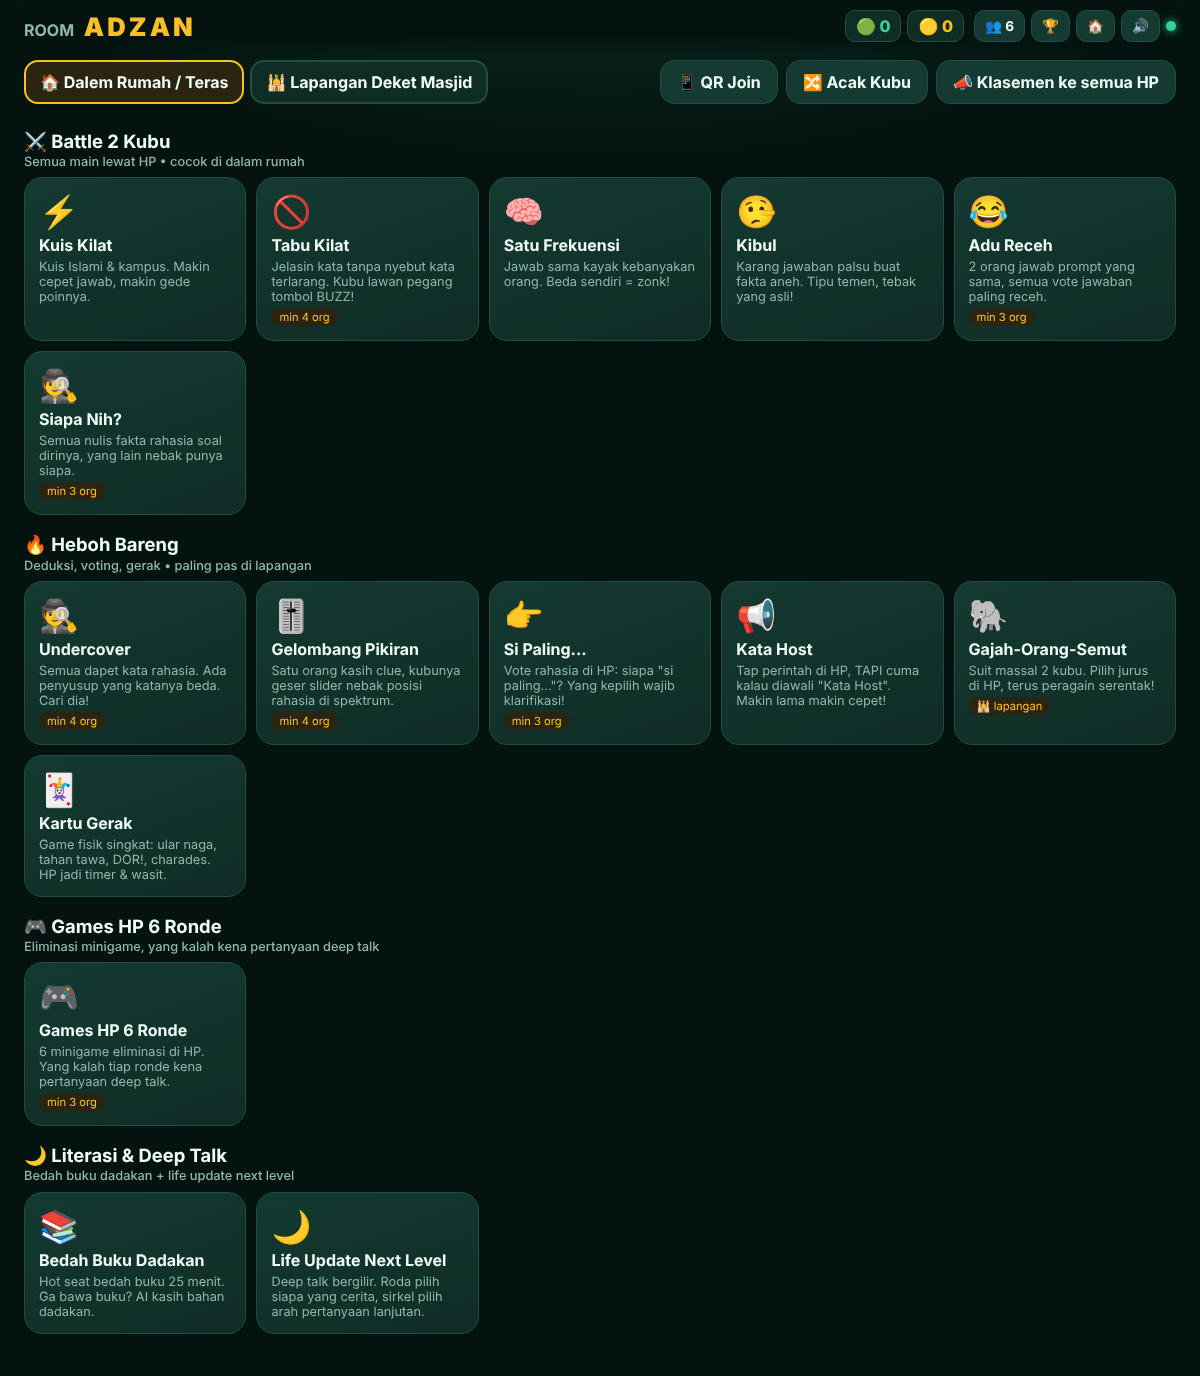 ROOM ADZAN
0
0
6
Dalem Rumah / Teras
Lapangan Deket Masjid
QR Join
Acak Kubu
Klasemen ke semua HP
Battle 2 Kubu
Semua main lewat HP • cocok di dalam rumah
Kuis Kilat
Kuis Islami & kampus. Makin
cepet jawab, makin gede
poinnya.
Tabu Kilat
Jelasin kata tanpa nyebut kata
terlarang. Kubu lawan pegang
tombol BUZZ!
min 4 org
Satu Frekuensi
Jawab sama kayak kebanyakan
orang. Beda sendiri = zonk!
Kibul
Karang jawaban palsu buat
fakta aneh. Tipu temen, tebak
yang asli!
Adu Receh
2 orang jawab prompt yang
sama, semua vote jawaban
paling receh.
min 3 org
Siapa Nih?
Semua nulis fakta rahasia soal
dirinya, yang lain nebak punya
siapa.
min 3 org
Heboh Bareng
Deduksi, voting, gerak • paling pas di lapangan
Undercover
Semua dapet kata rahasia. Ada
penyusup yang katanya beda.
Cari dia!
min 4 org
Gelombang Pikiran
Satu orang kasih clue, kubunya
geser slider nebak posisi
rahasia di spektrum.
min 4 org
Si Paling...
Vote rahasia di HP: siapa "si
paling..."? Yang kepilih wajib
klarifikasi!
min 3 org
Kata Host
Tap perintah di HP, TAPI cuma
kalau diawali "Kata Host".
Makin lama makin cepet!
Gajah-Orang-Semut
Suit massal 2 kubu. Pilih jurus
di HP, terus peragain serentak!
lapangan
Kartu Gerak
Game fisik singkat: ular naga,
tahan tawa, DOR!, charades.
HP jadi timer & wasit.
Games HP 6 Ronde
Eliminasi minigame, yang kalah kena pertanyaan deep talk
Games HP 6 Ronde
6 minigame eliminasi di HP.
Yang kalah tiap ronde kena
pertanyaan deep talk.
min 3 org
Literasi & Deep Talk
Bedah buku dadakan + life update next level
Bedah Buku Dadakan
Hot seat bedah buku 25 menit.
Ga bawa buku? AI kasih bahan
dadakan.
Life Update Next Level
Deep talk bergilir. Roda pilih
siapa yang cerita, sirkel pilih
arah pertanyaan lanjutan.